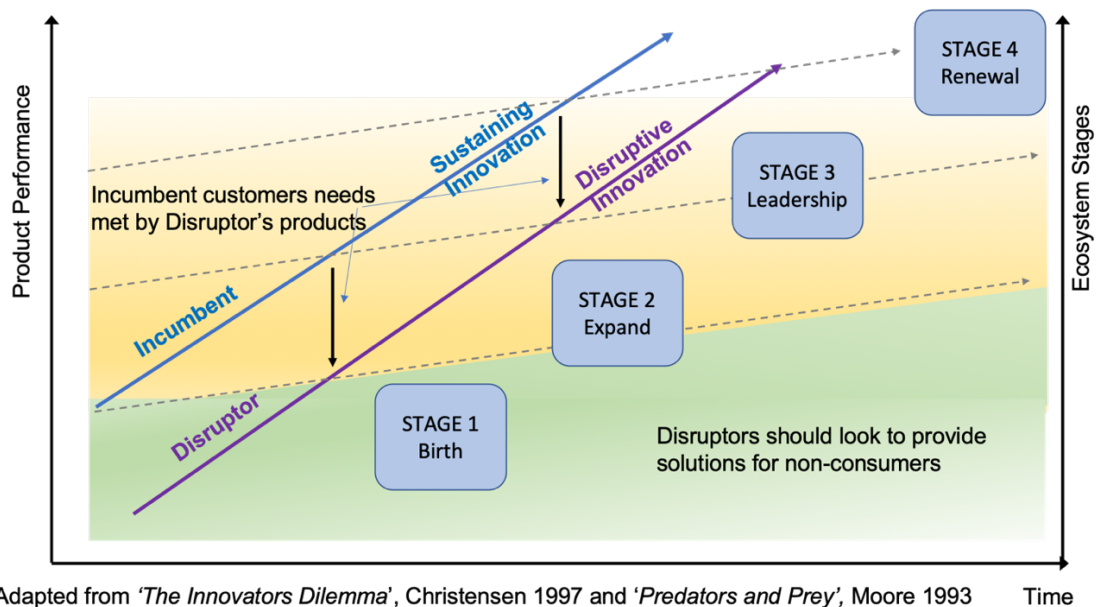 STAGE 4
Renewal
Product Performance
Ecosystem Stages
Sustaining
Innovation
Disruptive
Innovation
STAGE 3
Leadership
Incumbent customers needs
met by Disruptor’s products
Incumbent
STAGE 2
Expand
Disruptor
STAGE 1
Birth
Disruptors should look to provide
solutions for non-consumers
Adapted from ‘The Innovators Dilemma’, Christensen 1997 and ‘Predators and Prey’, Moore 1993
Time